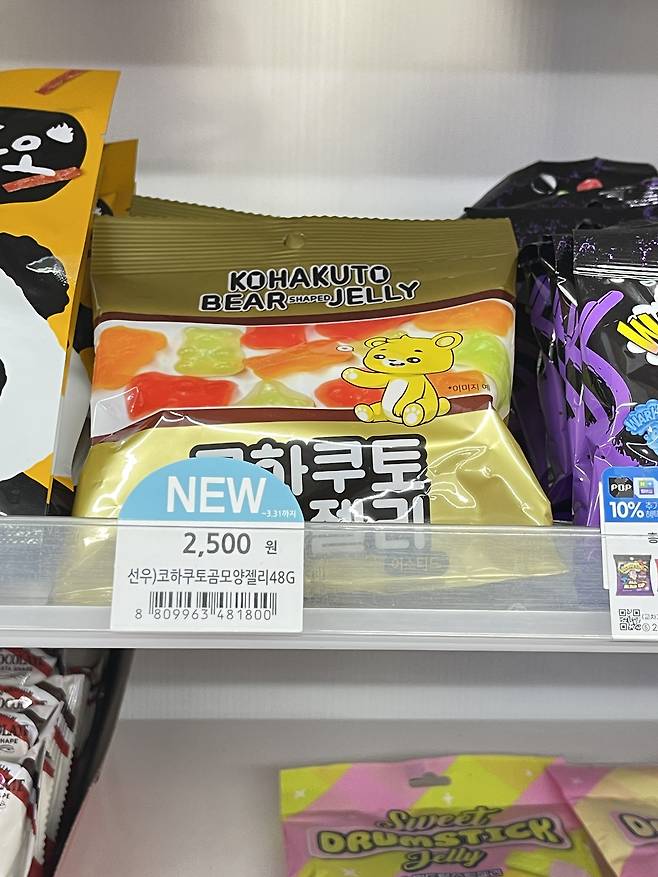 KOHAKUTO
BEAR SHAPED JELLY
*이미지 예
코하쿠토
젤리
NEW ~3.31까지
2,500 원
선우)코하쿠토곰모양젤리48G
8 809963 481800
POP
10%
Sweet
DRUMSTICK
Jelly